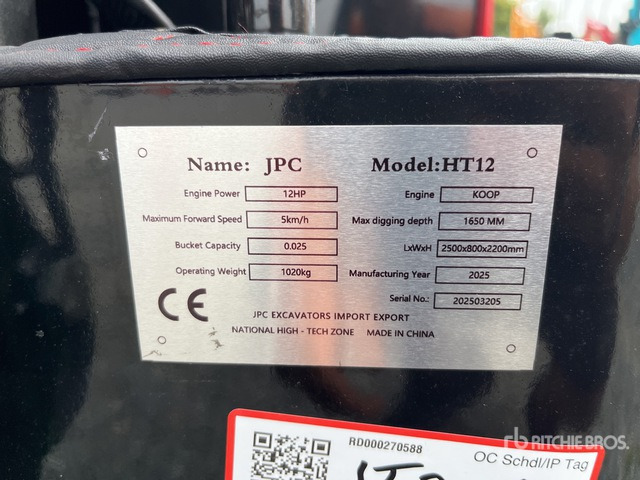 Name: JPC Model:HT12
Engine Power 12HP Engine KOOP
Maximum Forward Speed 5km/h Max digging depth 1650 MM
Bucket Capacity 0.025 LxWxH 2500x800x2200mm
Operating Weight 1020kg Manufacturing Year 2025
Serial No.: 202503205
CE
JPC EXCAVATORS IMPORT EXPORT
NATIONAL HIGH - TECH ZONE MADE IN CHINA
rb RITCHIE BROS.
RD000270588
OC Schdl/IP Tag